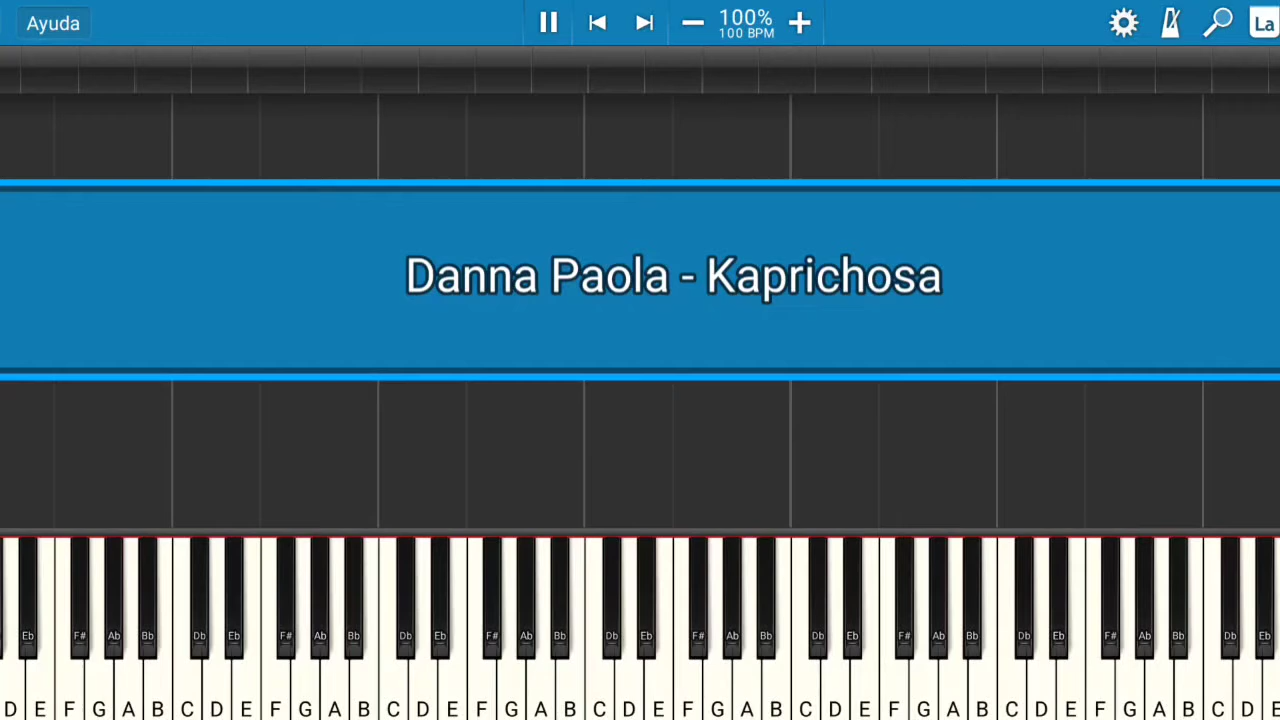 Ayuda
100%
100 BPM
La
Danna Paola - Kaprichosa
Eb F# Ab Bb Db Eb F# Ab Bb Db Eb F# Ab Bb Db Eb F# Ab Bb Db Eb F# Ab Bb Db Eb F# Ab Bb Db Eb
D E F G A B C D E F G A B C D E F G A B C D E F G A B C D E F G A B C D E F G A B C D E